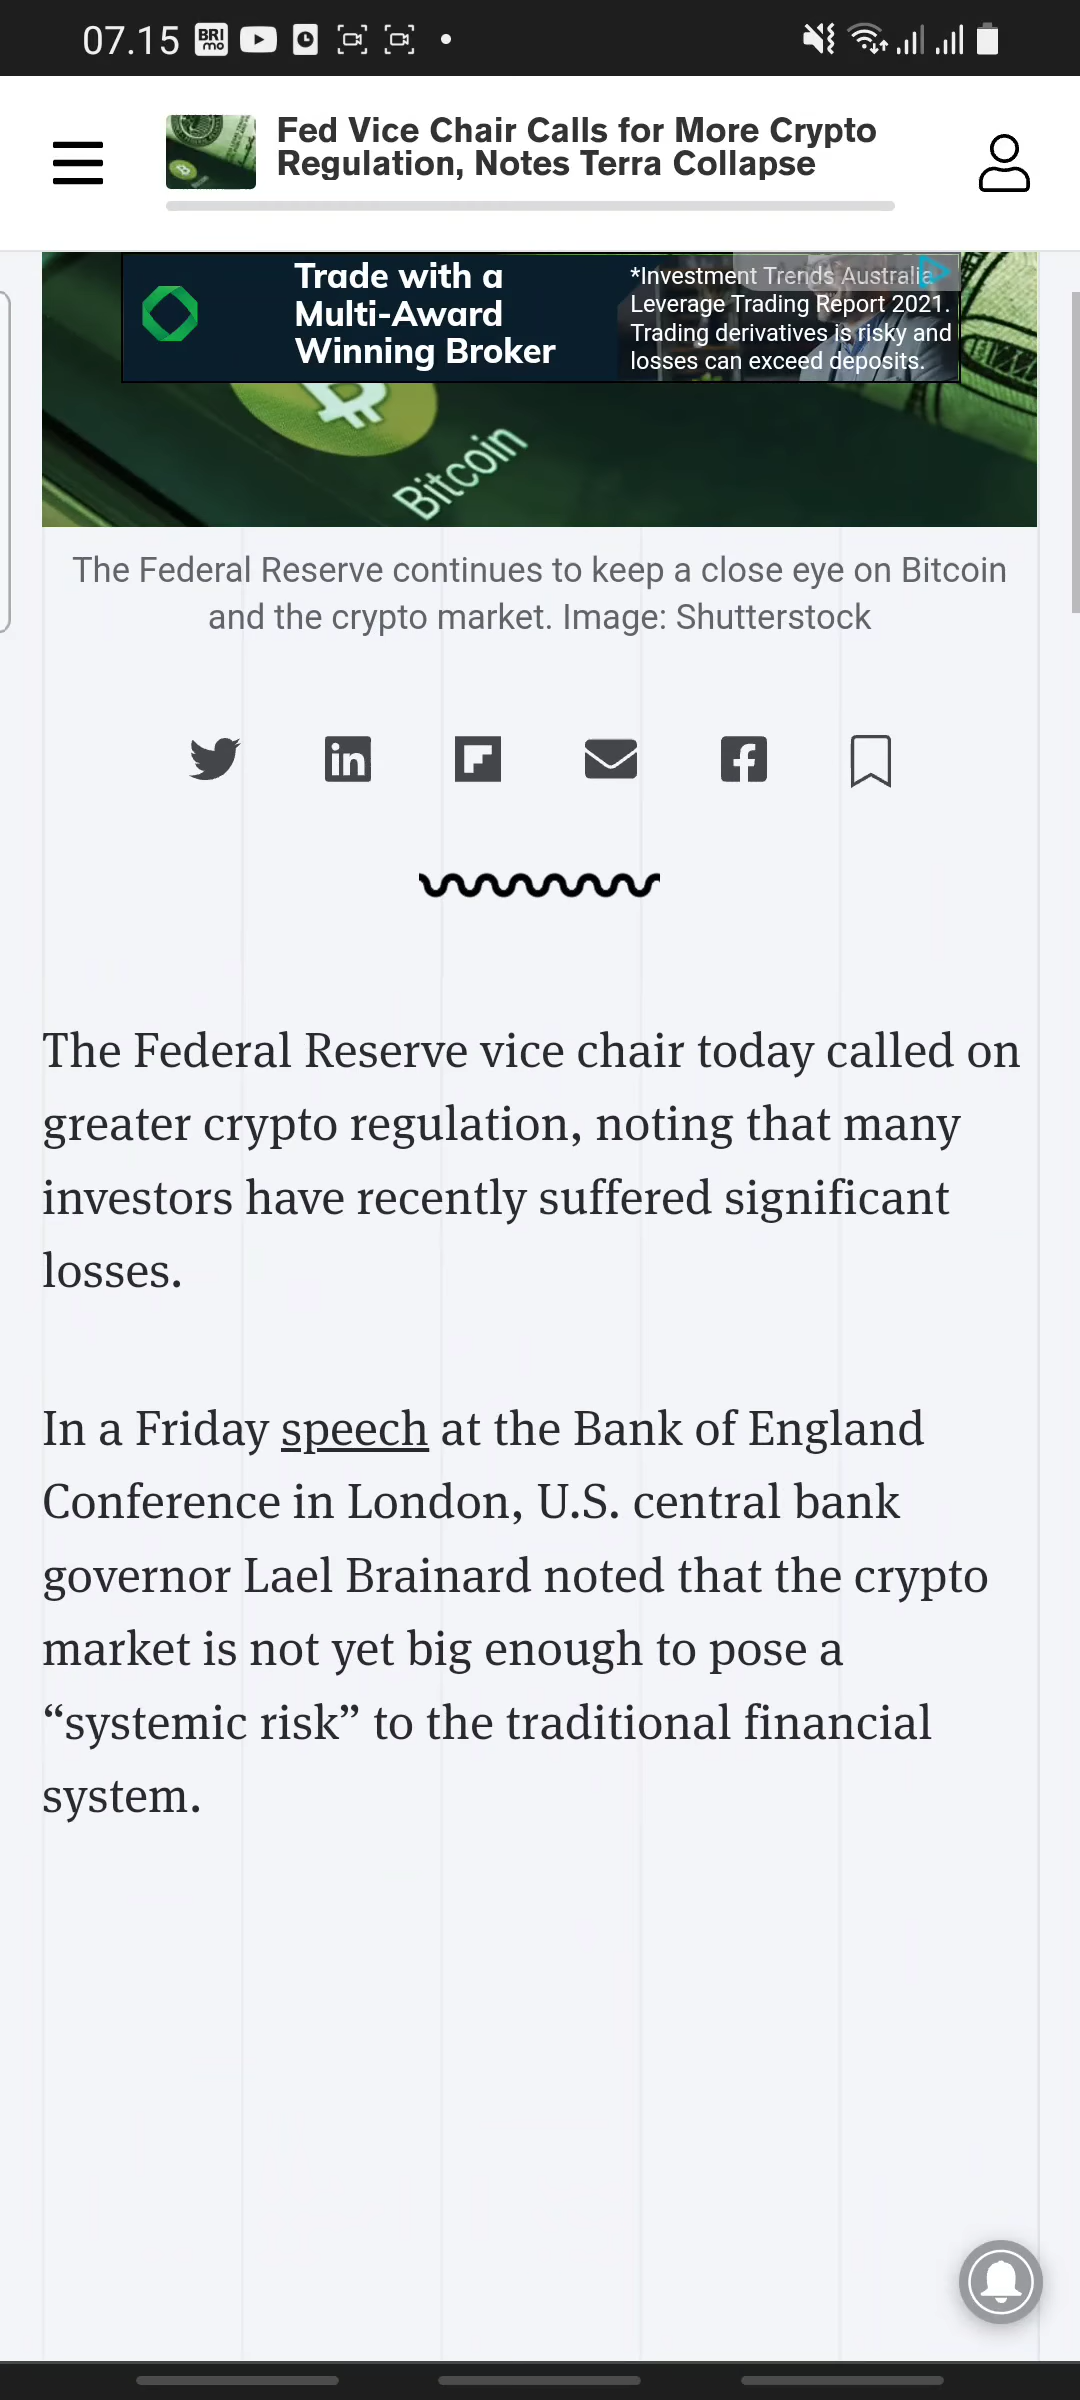 07.15
BRI
mo
Fed Vice Chair Calls for More Crypto
Regulation, Notes Terra Collapse
Trade with a
Multi-Award
Winning Broker
*Investment Trends Australia
Leverage Trading Report 2021.
Trading derivatives is risky and
losses can exceed deposits.
Bitcoin
The Federal Reserve continues to keep a close eye on Bitcoin
and the crypto market. Image: Shutterstock
The Federal Reserve vice chair today called on
greater crypto regulation, noting that many
investors have recently suffered significant
losses.
In a Friday speech at the Bank of England
Conference in London, U.S. central bank
governor Lael Brainard noted that the crypto
market is not yet big enough to pose a
“systemic risk” to the traditional financial
system.